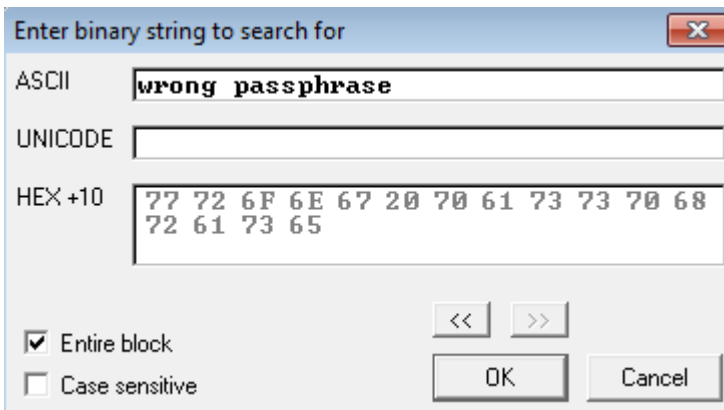 Enter binary string to search for
ASCII wrong passphrase
UNICODE
HEX +10 77 72 6F 6E 67 20 70 61 73 73 70 68
72 61 73 65
<< >>
Entire block
Case sensitive
OK Cancel